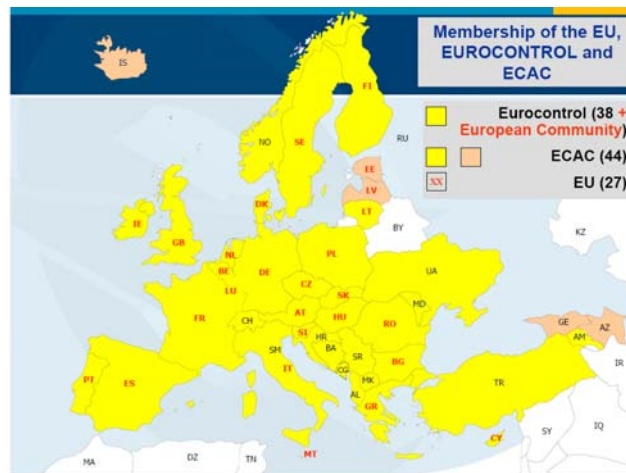 Membership of the EU,
EUROCONTROL and
ECAC
Eurocontrol (38 +
European Community)
ECAC (44)
XX EU (27)
IS
FI
NO
SE
RU
EE
LV
DK
LT
IE
BY
GB
KZ
NL
PL
BE
DE
UA
LU
CZ
SK
MD
FR
AT
HU
CH
RO
SI
HR
GE
AZ
SM
BA
SR
AM
IT
BG
CG
PT
ES
MK
IR
AL
TR
GR
SY
IQ
CY
MT
MA
DZ
TN